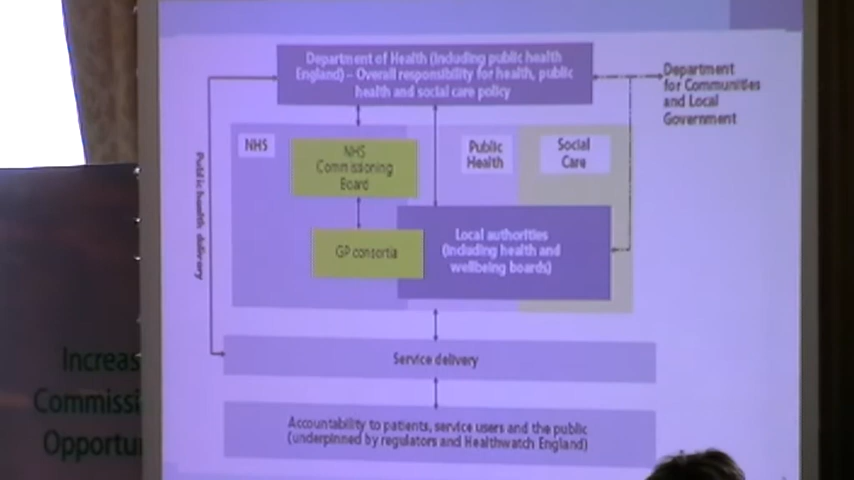 Department of Health (including public health
England) – Overall responsibility for health, public
health and social care policy
Department
for Communities
and Local
Government
NHS
NHS
Commissioning
Board
Public
Health
Social
Care
Public health delivery
GP consortia
Local authorities
(including health and
wellbeing boards)
Service delivery
Accountability to patients, service users and the public
(underpinned by regulators and Healthwatch England)
Increas
Commissi
Opportu